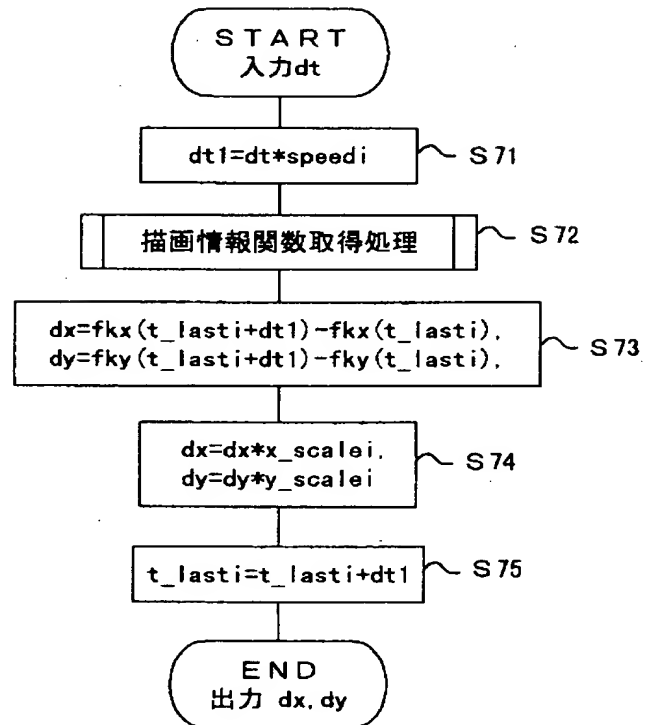 START
入力dt
dt1=dt*speedi
S71
描画情報関数取得処理
S72
dx=fkx(t_lasti+dt1)-fkx(t_lasti),
dy=fky(t_lasti+dt1)-fky(t_lasti),
S73
dx=dx*x_scalei,
dy=dy*y_scalei
S74
t_lasti=t_lasti+dt1
S75
END
出力 dx,dy